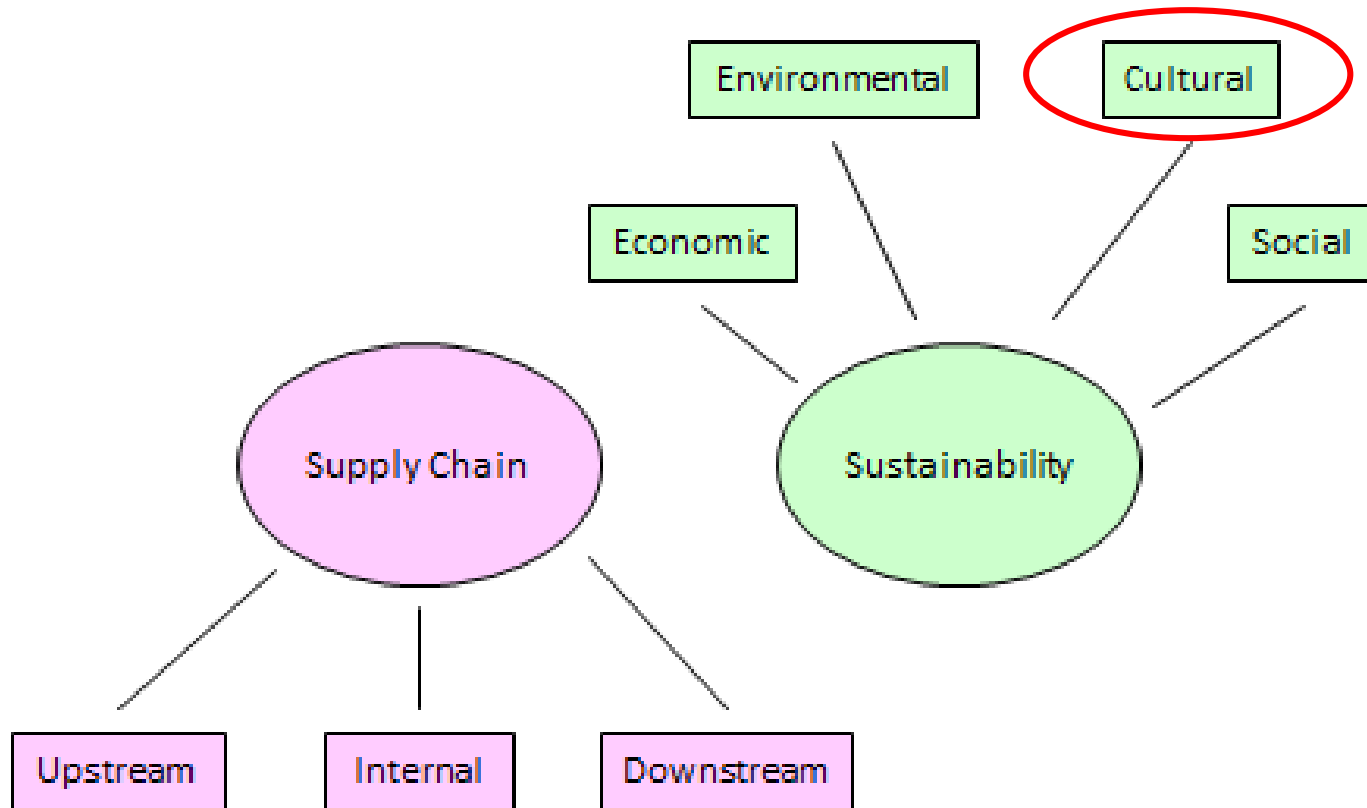 Environmental
Cultural
Economic
Social
Supply Chain
Sustainability
Upstream
Internal
Downstream